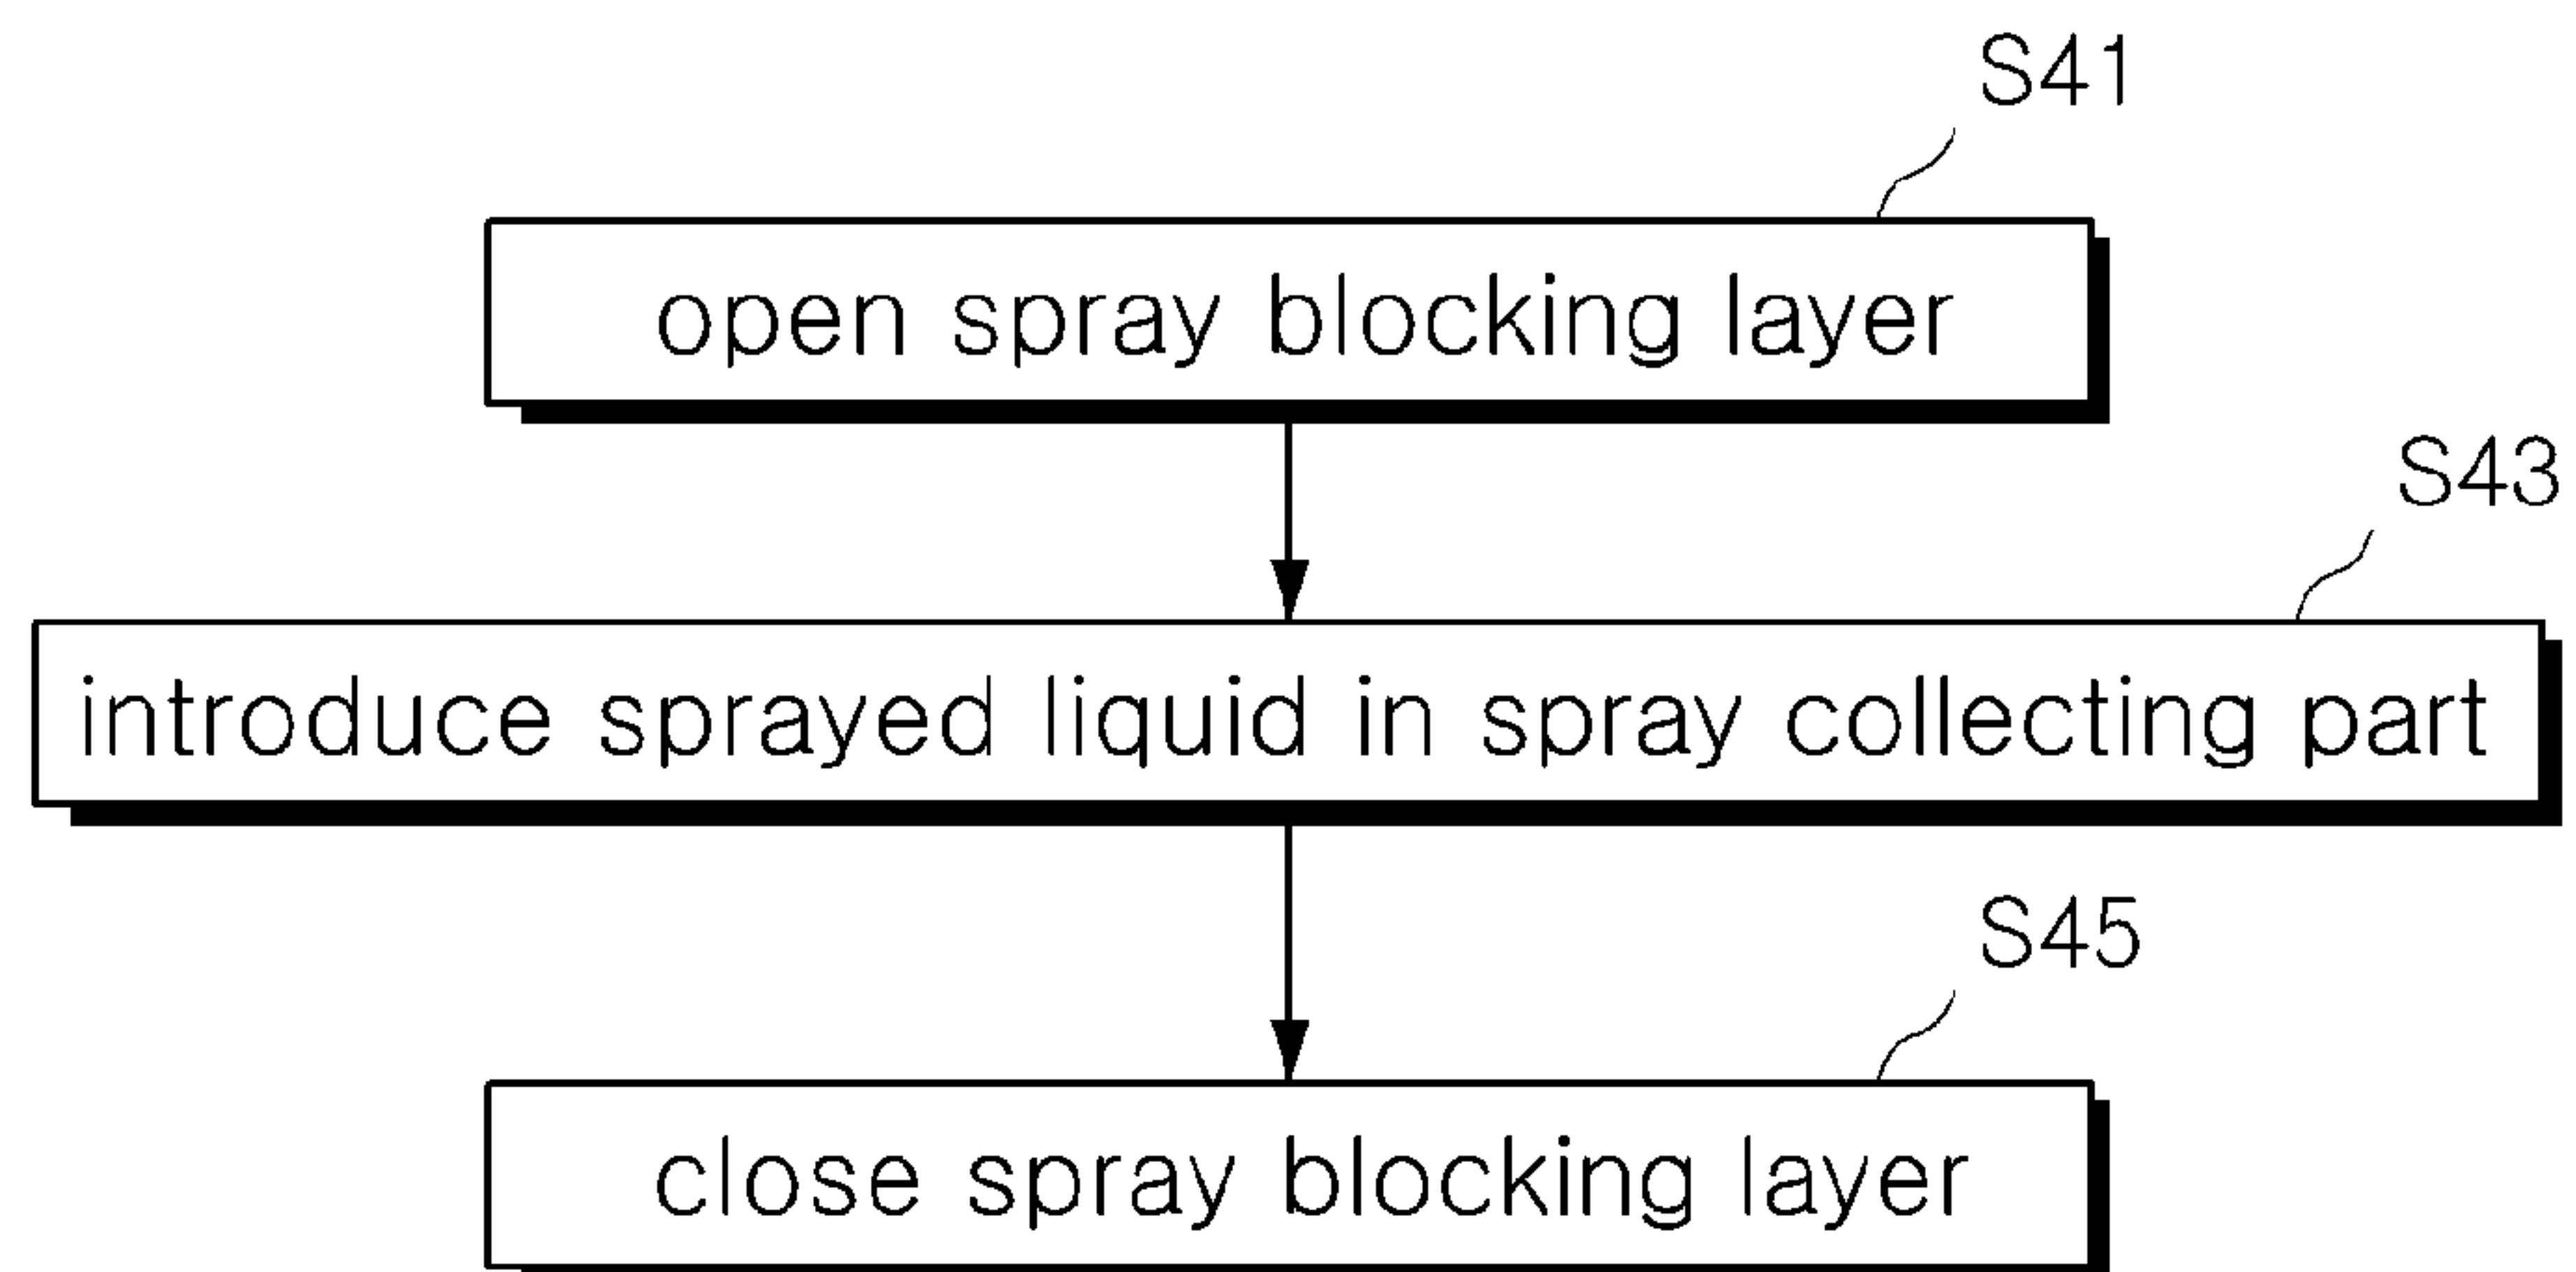 S41
open spray blocking layer
S43
introduce sprayed liquid in spray collecting part
S45
close spray blocking layer